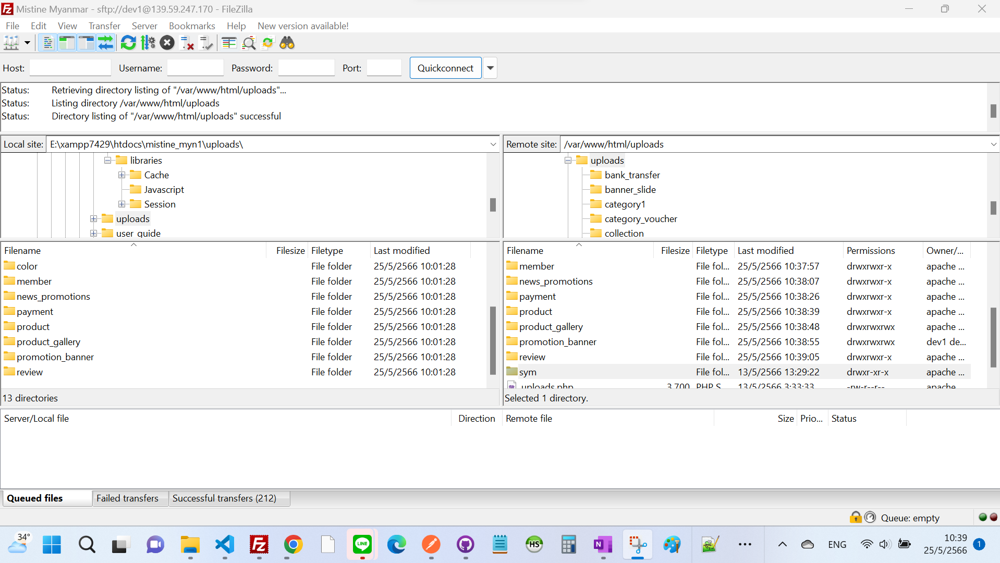 Mistine Myanmar - sftp://dev1@139.59.247.170 - FileZilla
File Edit View Transfer Server Bookmarks Help New version available!
Host: Username: Password: Port: Quickconnect
Status: Retrieving directory listing of "/var/www/html/uploads"...
Status: Listing directory /var/www/html/uploads
Status: Directory listing of "/var/www/html/uploads" successful
Local site: E:\xampp7429\htdocs\mistine_myn1\uploads\
libraries
Cache
Javascript
Session
uploads
user_guide
Remote site: /var/www/html/uploads
uploads
bank_transfer
banner_slide
category1
category_voucher
collection
Filename Filesize Filetype Last modified
color File folder 25/5/2566 10:01:28
member File folder 25/5/2566 10:01:28
news_promotions File folder 25/5/2566 10:01:28
payment File folder 25/5/2566 10:01:28
product File folder 25/5/2566 10:01:28
product_gallery File folder 25/5/2566 10:01:28
promotion_banner File folder 25/5/2566 10:01:28
review File folder 25/5/2566 10:01:28
13 directories
Filename Filesize Filetype Last modified Permissions Owner/...
member File fol... 25/5/2566 10:37:57 drwxrwxr-x apache ...
news_promotions File fol... 25/5/2566 10:38:07 drwxrwxr-x apache ...
payment File fol... 25/5/2566 10:38:26 drwxrwxr-x apache ...
product File fol... 25/5/2566 10:38:39 drwxrwxr-x apache ...
product_gallery File fol... 25/5/2566 10:38:48 drwxrwxrwx apache ...
promotion_banner File fol... 25/5/2566 10:38:55 drwxrwxrwx dev1 de...
review File fol... 25/5/2566 10:39:05 drwxrwxr-x apache ...
sym File fol... 13/5/2566 13:29:22 drwxr-xr-x apache ...
uploads.php 3,700 PHP S... 13/5/2566 3:33:33 -rw-r--r-- apache ...
Selected 1 directory.
Server/Local file Direction Remote file Size Prio... Status
Queued files Failed transfers Successful transfers (212)
Queue: empty
34°
LINE
HS
N
ENG
10:39
25/5/2566
1